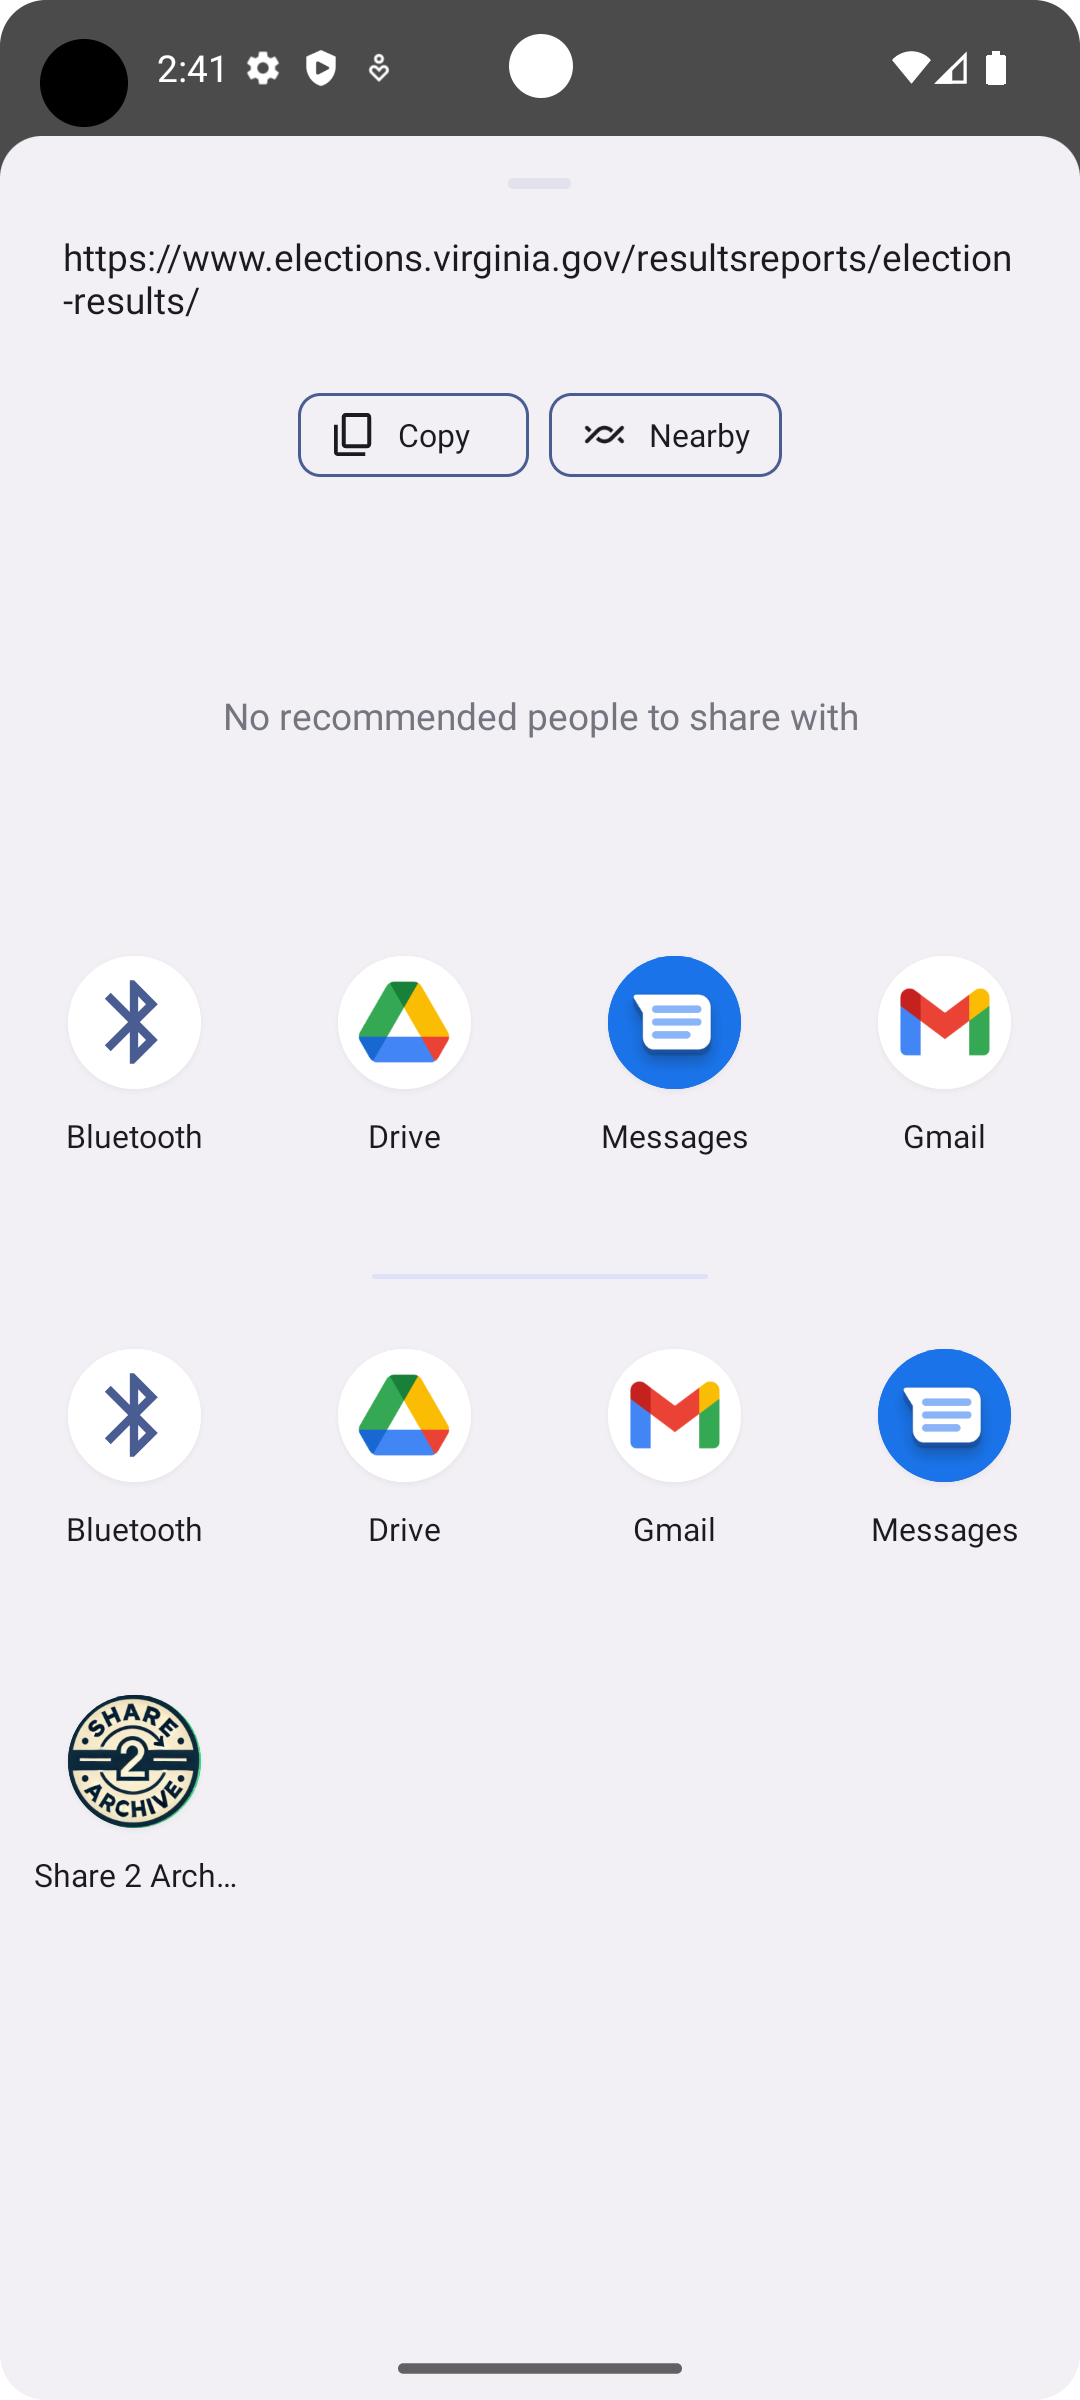 2:41
https://www.elections.virginia.gov/resultsreports/election
-results/
Copy
Nearby
No recommended people to share with
Bluetooth
Drive
Messages
Gmail
Bluetooth
Drive
Gmail
Messages
SHARE
2
ARCHIVE
Share 2 Arch...